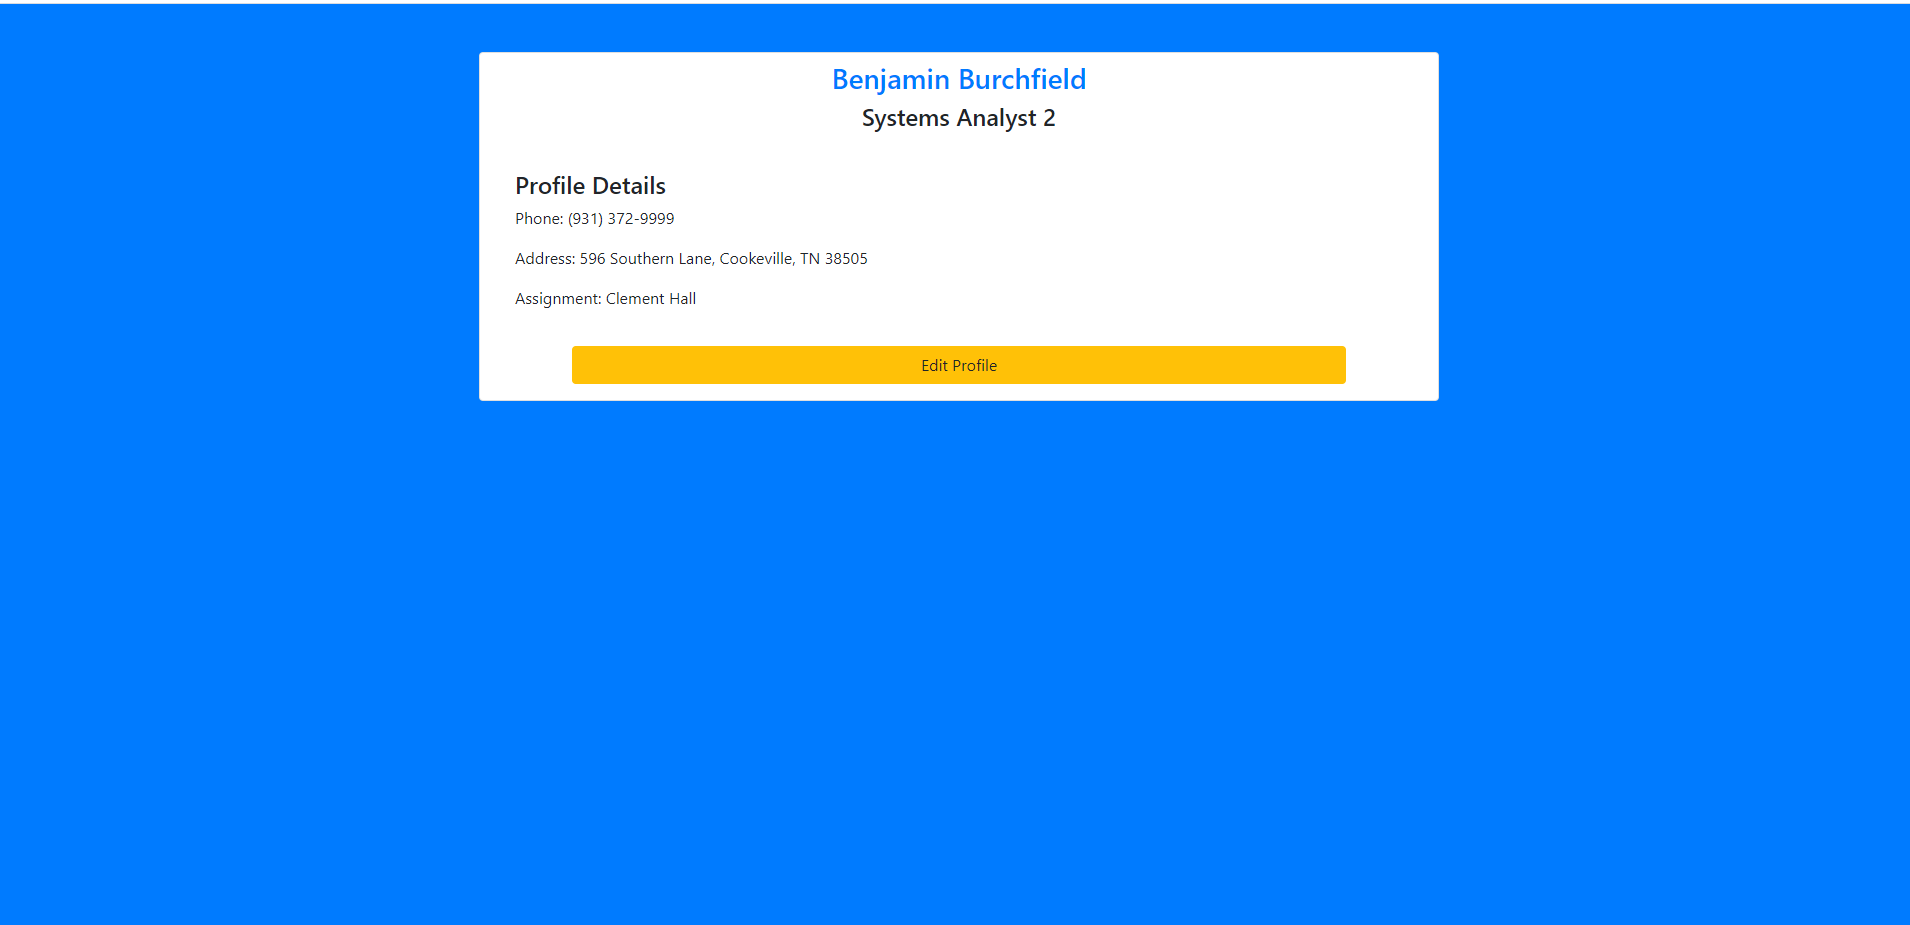 Benjamin Burchfield
Systems Analyst 2
Profile Details
Phone: (931) 372-9999
Address: 596 Southern Lane, Cookeville, TN 38505
Assignment: Clement Hall
Edit Profile